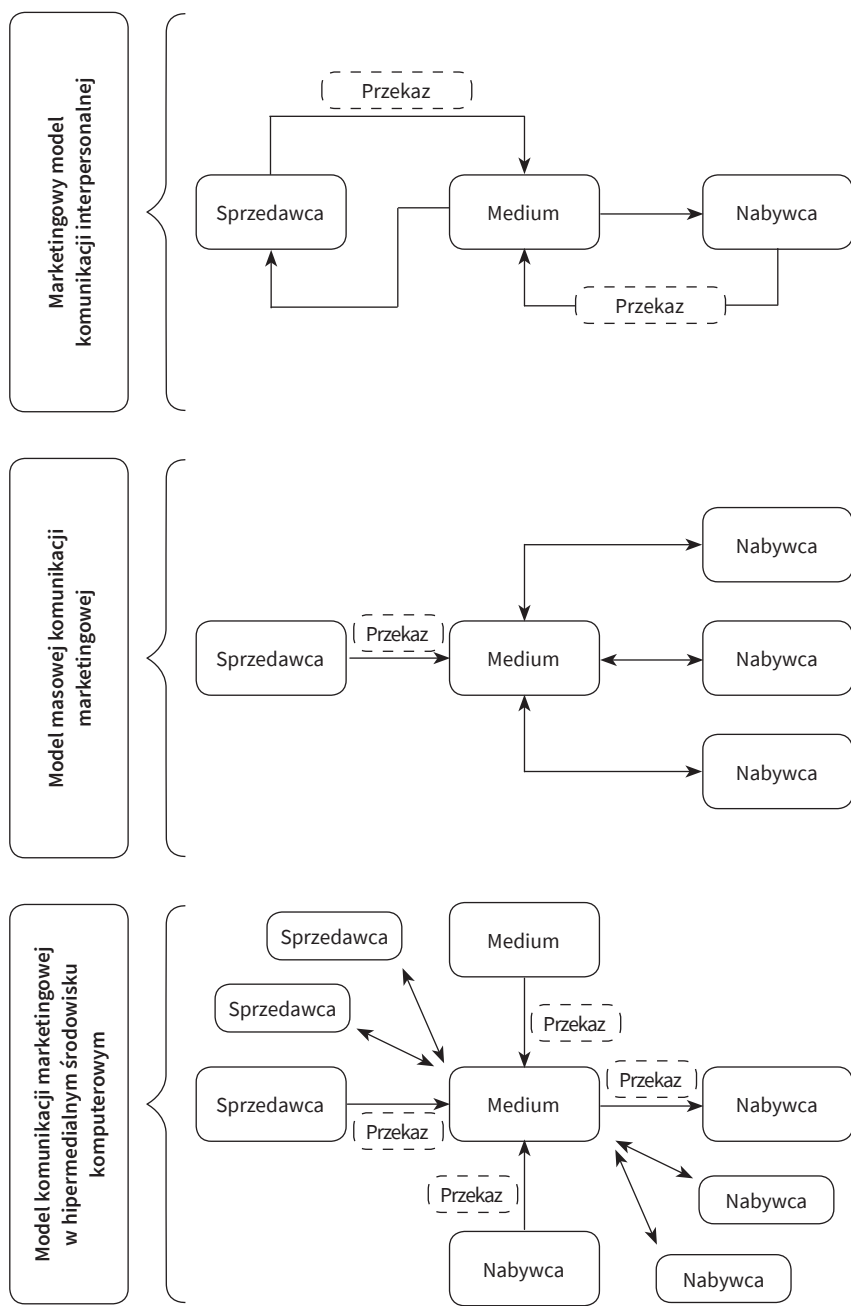 Marketingowy model
komunikacji interpersonalnej
Przekaz
Sprzedawca
Medium
Nabywca
Przekaz
Model masowej komunikacji
marketingowej
Nabywca
Przekaz
Sprzedawca
Medium
Nabywca
Nabywca
Model komunikacji marketingowej
w hipermedialnym środowisku
komputerowym
Sprzedawca
Medium
Sprzedawca
Przekaz
Sprzedawca
Przekaz
Medium
Przekaz
Nabywca
Przekaz
Nabywca
Nabywca
Nabywca